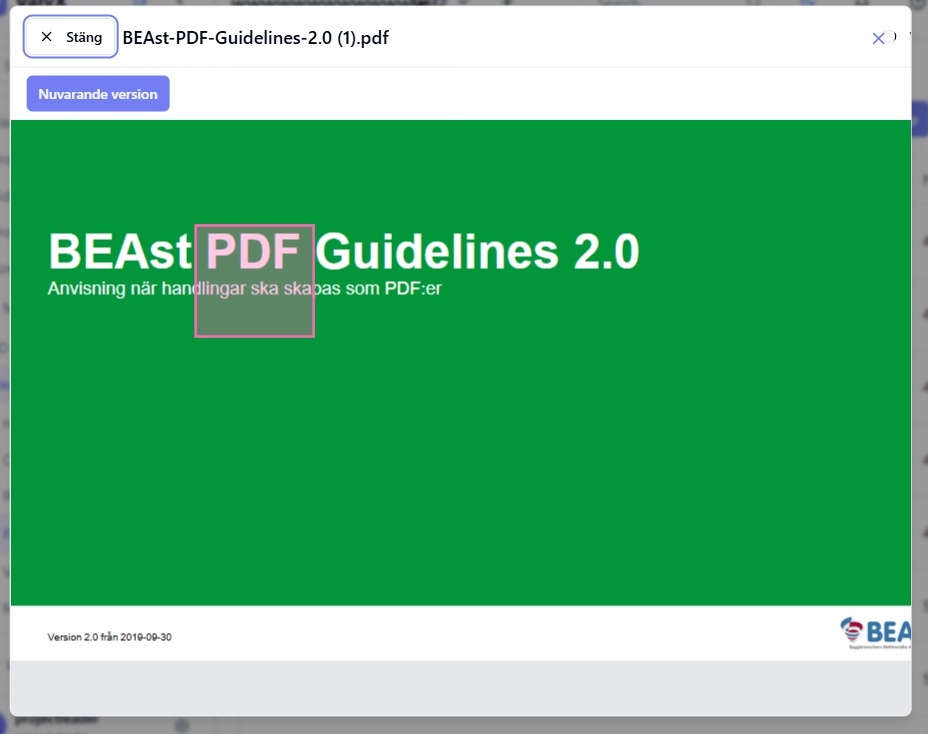 Stäng
BEAst-PDF-Guidelines-2.0 (1).pdf
Nuvarande version
BEAst PDF Guidelines 2.0
Anvisning när handlingar ska skapas som PDF:er
Version 2.0 från 2019-09-30
BEA
projectleader